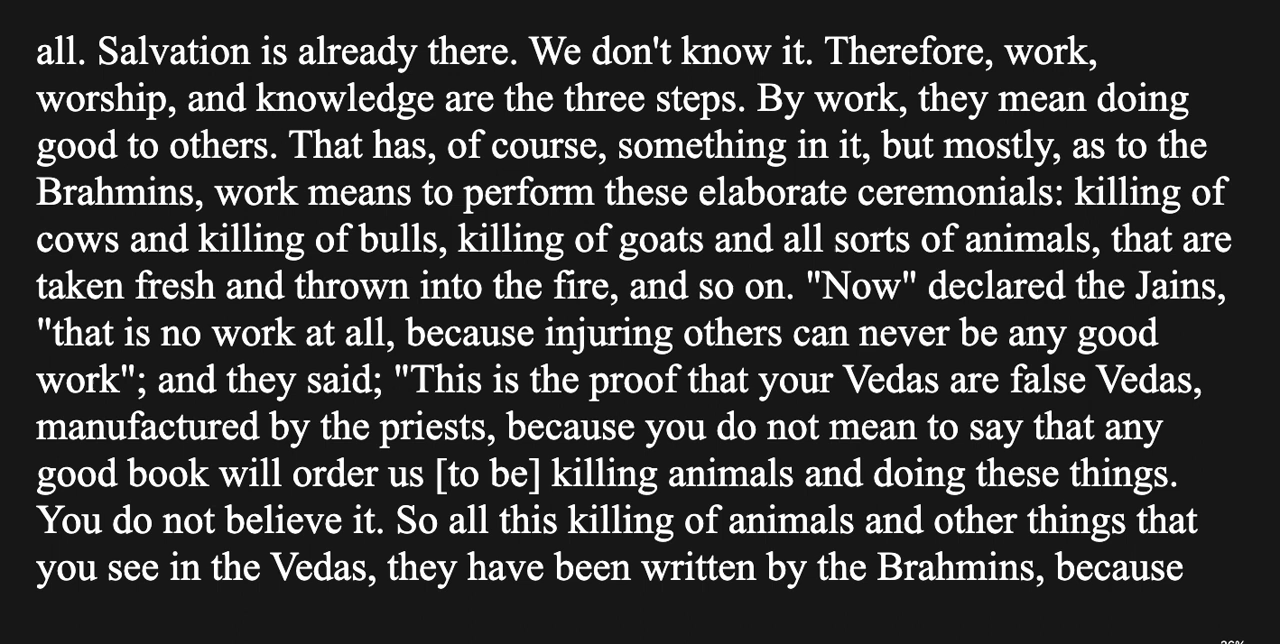 all. Salvation is already there. We don't know it. Therefore, work,
worship, and knowledge are the three steps. By work, they mean doing
good to others. That has, of course, something in it, but mostly, as to the
Brahmins, work means to perform these elaborate ceremonials: killing of
cows and killing of bulls, killing of goats and all sorts of animals, that are
taken fresh and thrown into the fire, and so on. "Now" declared the Jains,
"that is no work at all, because injuring others can never be any good
work"; and they said; "This is the proof that your Vedas are false Vedas,
manufactured by the priests, because you do not mean to say that any
good book will order us [to be] killing animals and doing these things.
You do not believe it. So all this killing of animals and other things that
you see in the Vedas, they have been written by the Brahmins, because